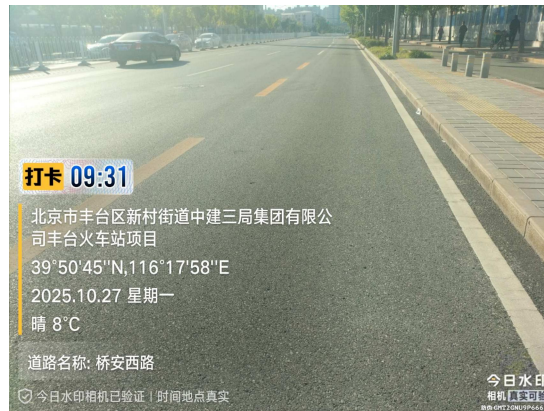 打卡 09:31
北京市丰台区新村街道中建三局集团有限公
司丰台火车站项目
39°50'45"N,116°17'58"E
2025.10.27 星期一
晴 8°C
道路名称: 桥安西路
今日水印相机已验证 | 时间地点真实
今日水印
相机 真实可验